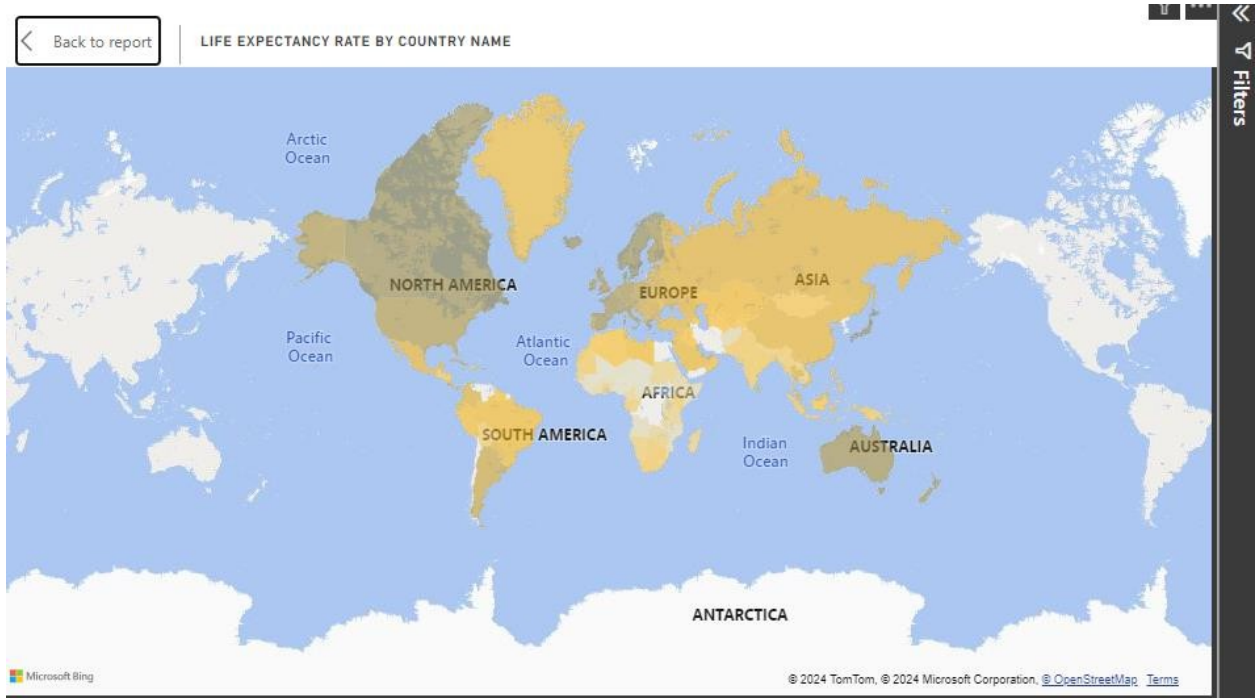 Back to report
LIFE EXPECTANCY RATE BY COUNTRY NAME
Filters
Arctic
Ocean
NORTH AMERICA
EUROPE
ASIA
Pacific
Ocean
Atlantic
Ocean
AFRICA
SOUTH AMERICA
Indian
Ocean
AUSTRALIA
ANTARCTICA
Microsoft Bing
© 2024 TomTom, © 2024 Microsoft Corporation, © OpenStreetMap Terms